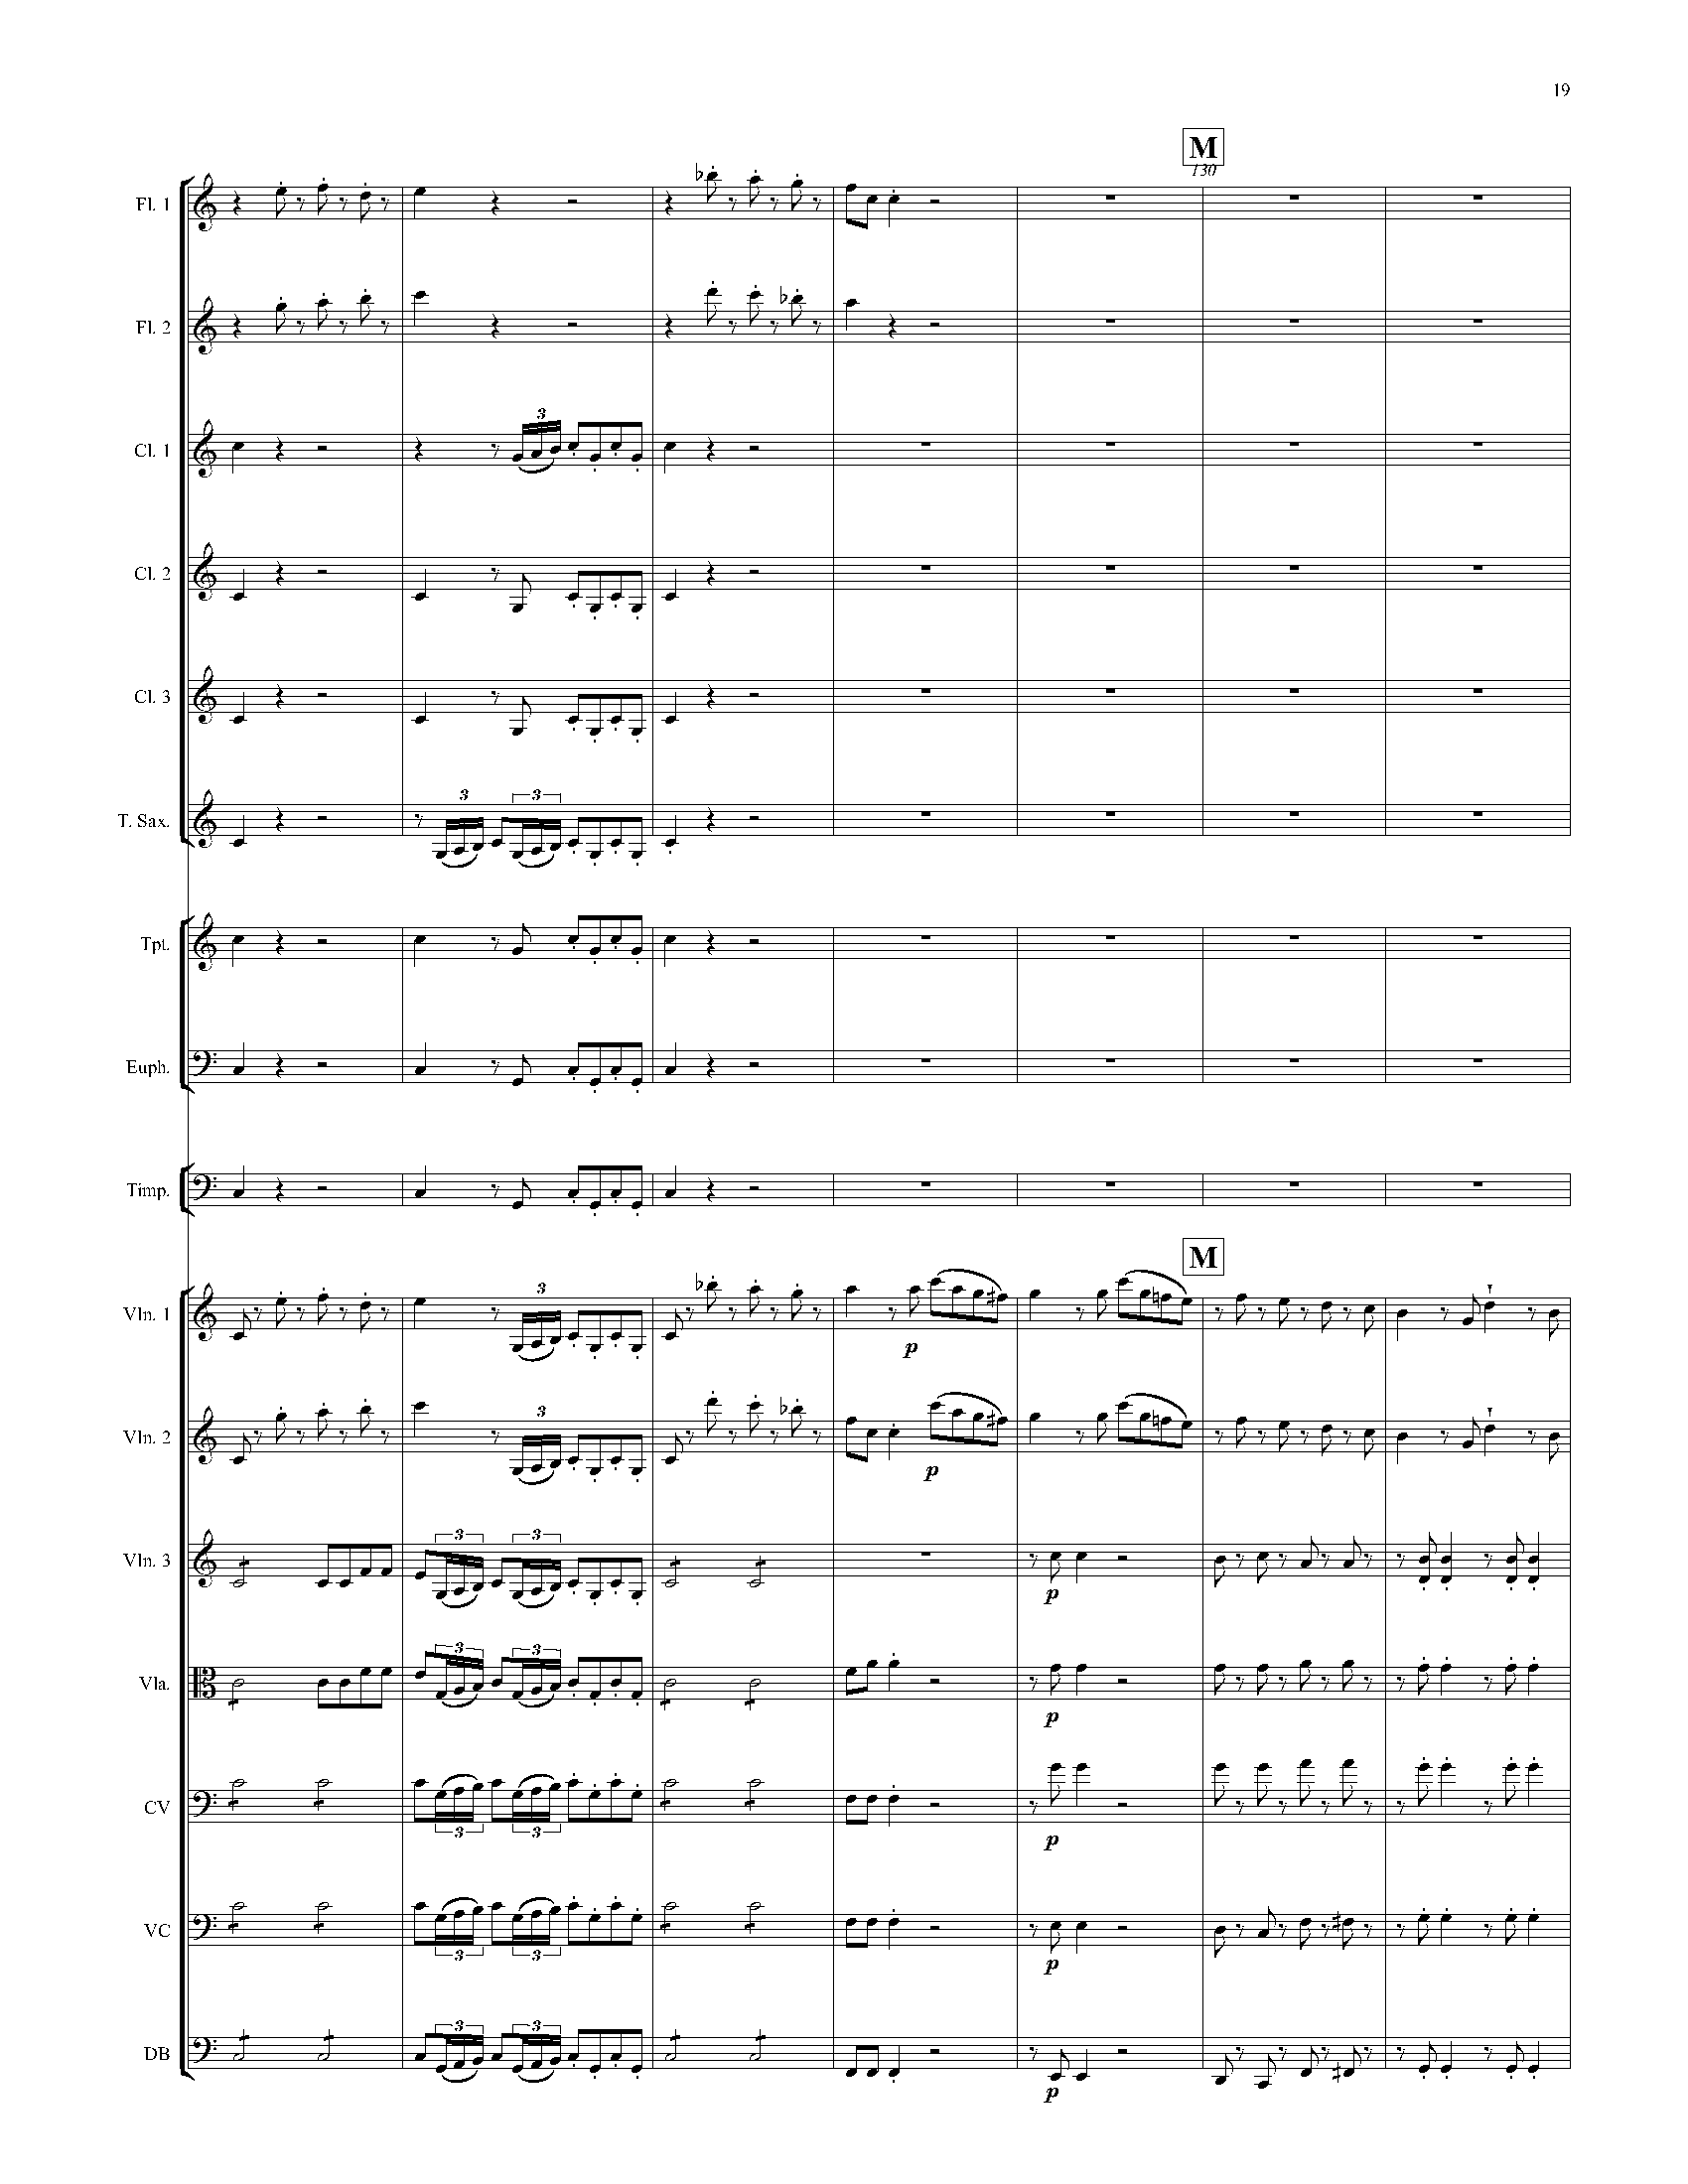 19
M
130
Fl. 1
Fl. 2
3
Cl. 1
Cl. 2
Cl. 3
3 3
T. Sax.
Tpt.
Euph.
Timp.
M
3
Vln. 1
p
3
Vln. 2
p
3 3
Vln. 3
p
3 3
Vla.
p
CV
3 3
p
VC
3 3
p
3 3
DB
p